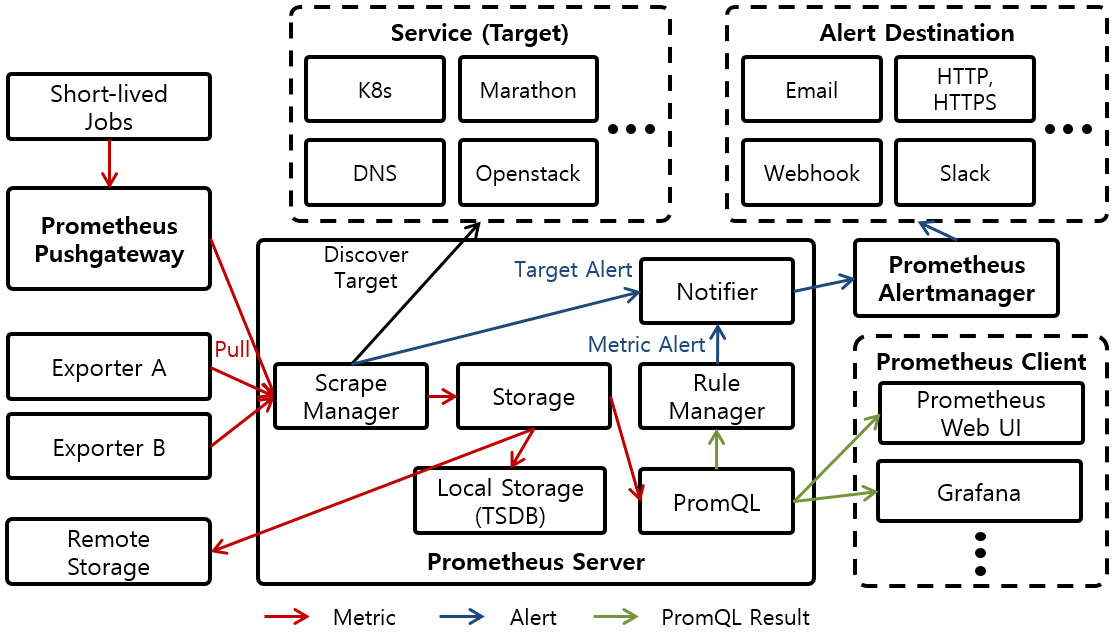 Service (Target)
K8s
Marathon
DNS
Openstack
Alert Destination
Email
HTTP,
HTTPS
Webhook
Slack
Short-lived
Jobs
Prometheus
Pushgateway
Exporter A
Exporter B
Remote
Storage
Pull
Discover
Target
Target Alert
Notifier
Metric Alert
Scrape
Manager
Storage
Rule
Manager
Local Storage
(TSDB)
PromQL
Prometheus Server
Prometheus
Alertmanager
Prometheus Client
Prometheus
Web UI
Grafana
Metric
Alert
PromQL Result